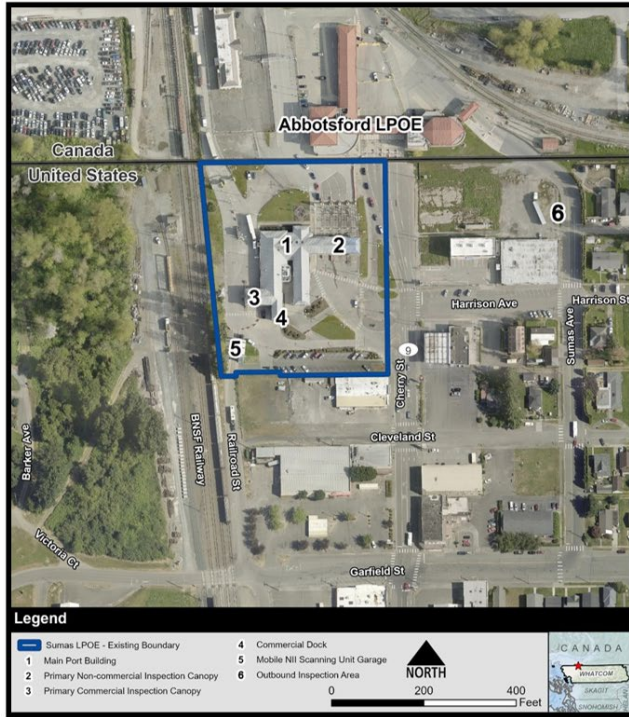 Abbotsford LPOE
Canada
United States
6
1
2
3
4
5
Harrison Ave
Harrison St
Sumas Ave
9
Cherry St
Cleveland St
BNSF Railway
Railroad St
Barker Ave
Victoria Ct
Garfield St
Legend
Sumas LPOE - Existing Boundary
1 Main Port Building
2 Primary Non-commercial Inspection Canopy
3 Primary Commercial Inspection Canopy
4 Commercial Dock
5 Mobile NII Scanning Unit Garage
6 Outbound Inspection Area
NORTH
0 200 400
Feet
CANADA
WHATCOM
SKAGIT
SNOHOMISH